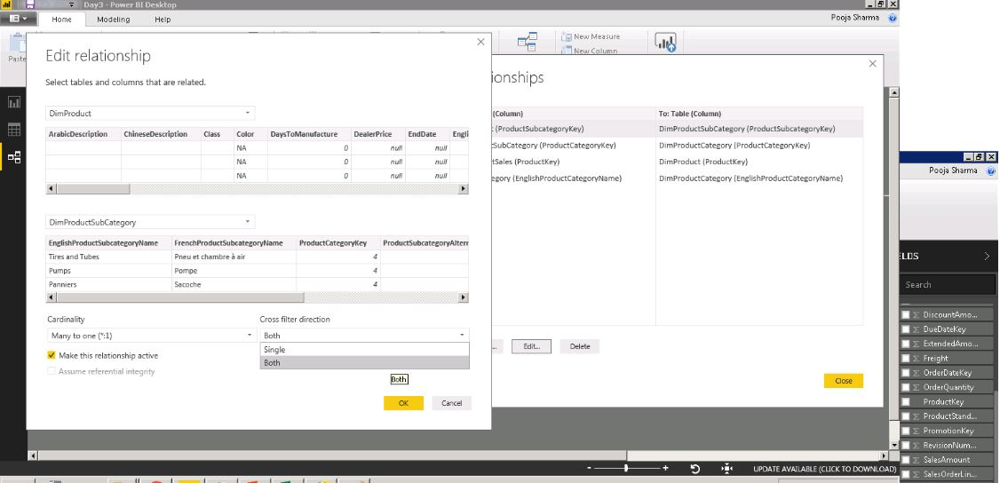 Day3 - Power BI Desktop
Home Modeling Help
Pooja Sharma
Paste
New Measure
New Column
Edit relationship
Select tables and columns that are related.
DimProduct
ArabicDescription ChineseDescription Class Color DaysToManufacture DealerPrice EndDate Engli
NA 0 null null
NA 0 null null
NA 0 null null
DimProductSubCategory
EnglishProductSubcategoryName FrenchProductSubcategoryName ProductCategoryKey ProductSubcategoryAltern
Tires and Tubes Pneu et chambre à air 4
Pumps Pompe 4
Panniers Sacoche 4
Cardinality
Many to one (*:1)
Make this relationship active
Assume referential integrity
Cross filter direction
Both
Single
Both
Both
OK Cancel
ionships
(Column) To: Table (Column)
(ProductSubcategoryKey) DimProductSubCategory (ProductSubcategoryKey)
tSubCategory (ProductCategoryKey) DimProductCategory (ProductCategoryKey)
tSales (ProductKey) DimProduct (ProductKey)
egory (EnglishProductCategoryName) DimProductCategory (EnglishProductCategoryName)
... Edit... Delete
Close
UPDATE AVAILABLE (CLICK TO DOWNLOAD)
Pooja Sharma
ELDS
Search
DiscountAmo...
DueDateKey
ExtendedAmo...
Freight
OrderDateKey
OrderQuantity
ProductKey
ProductStand...
PromotionKey
RevisionNum...
SalesAmount
SalesOrderLin...